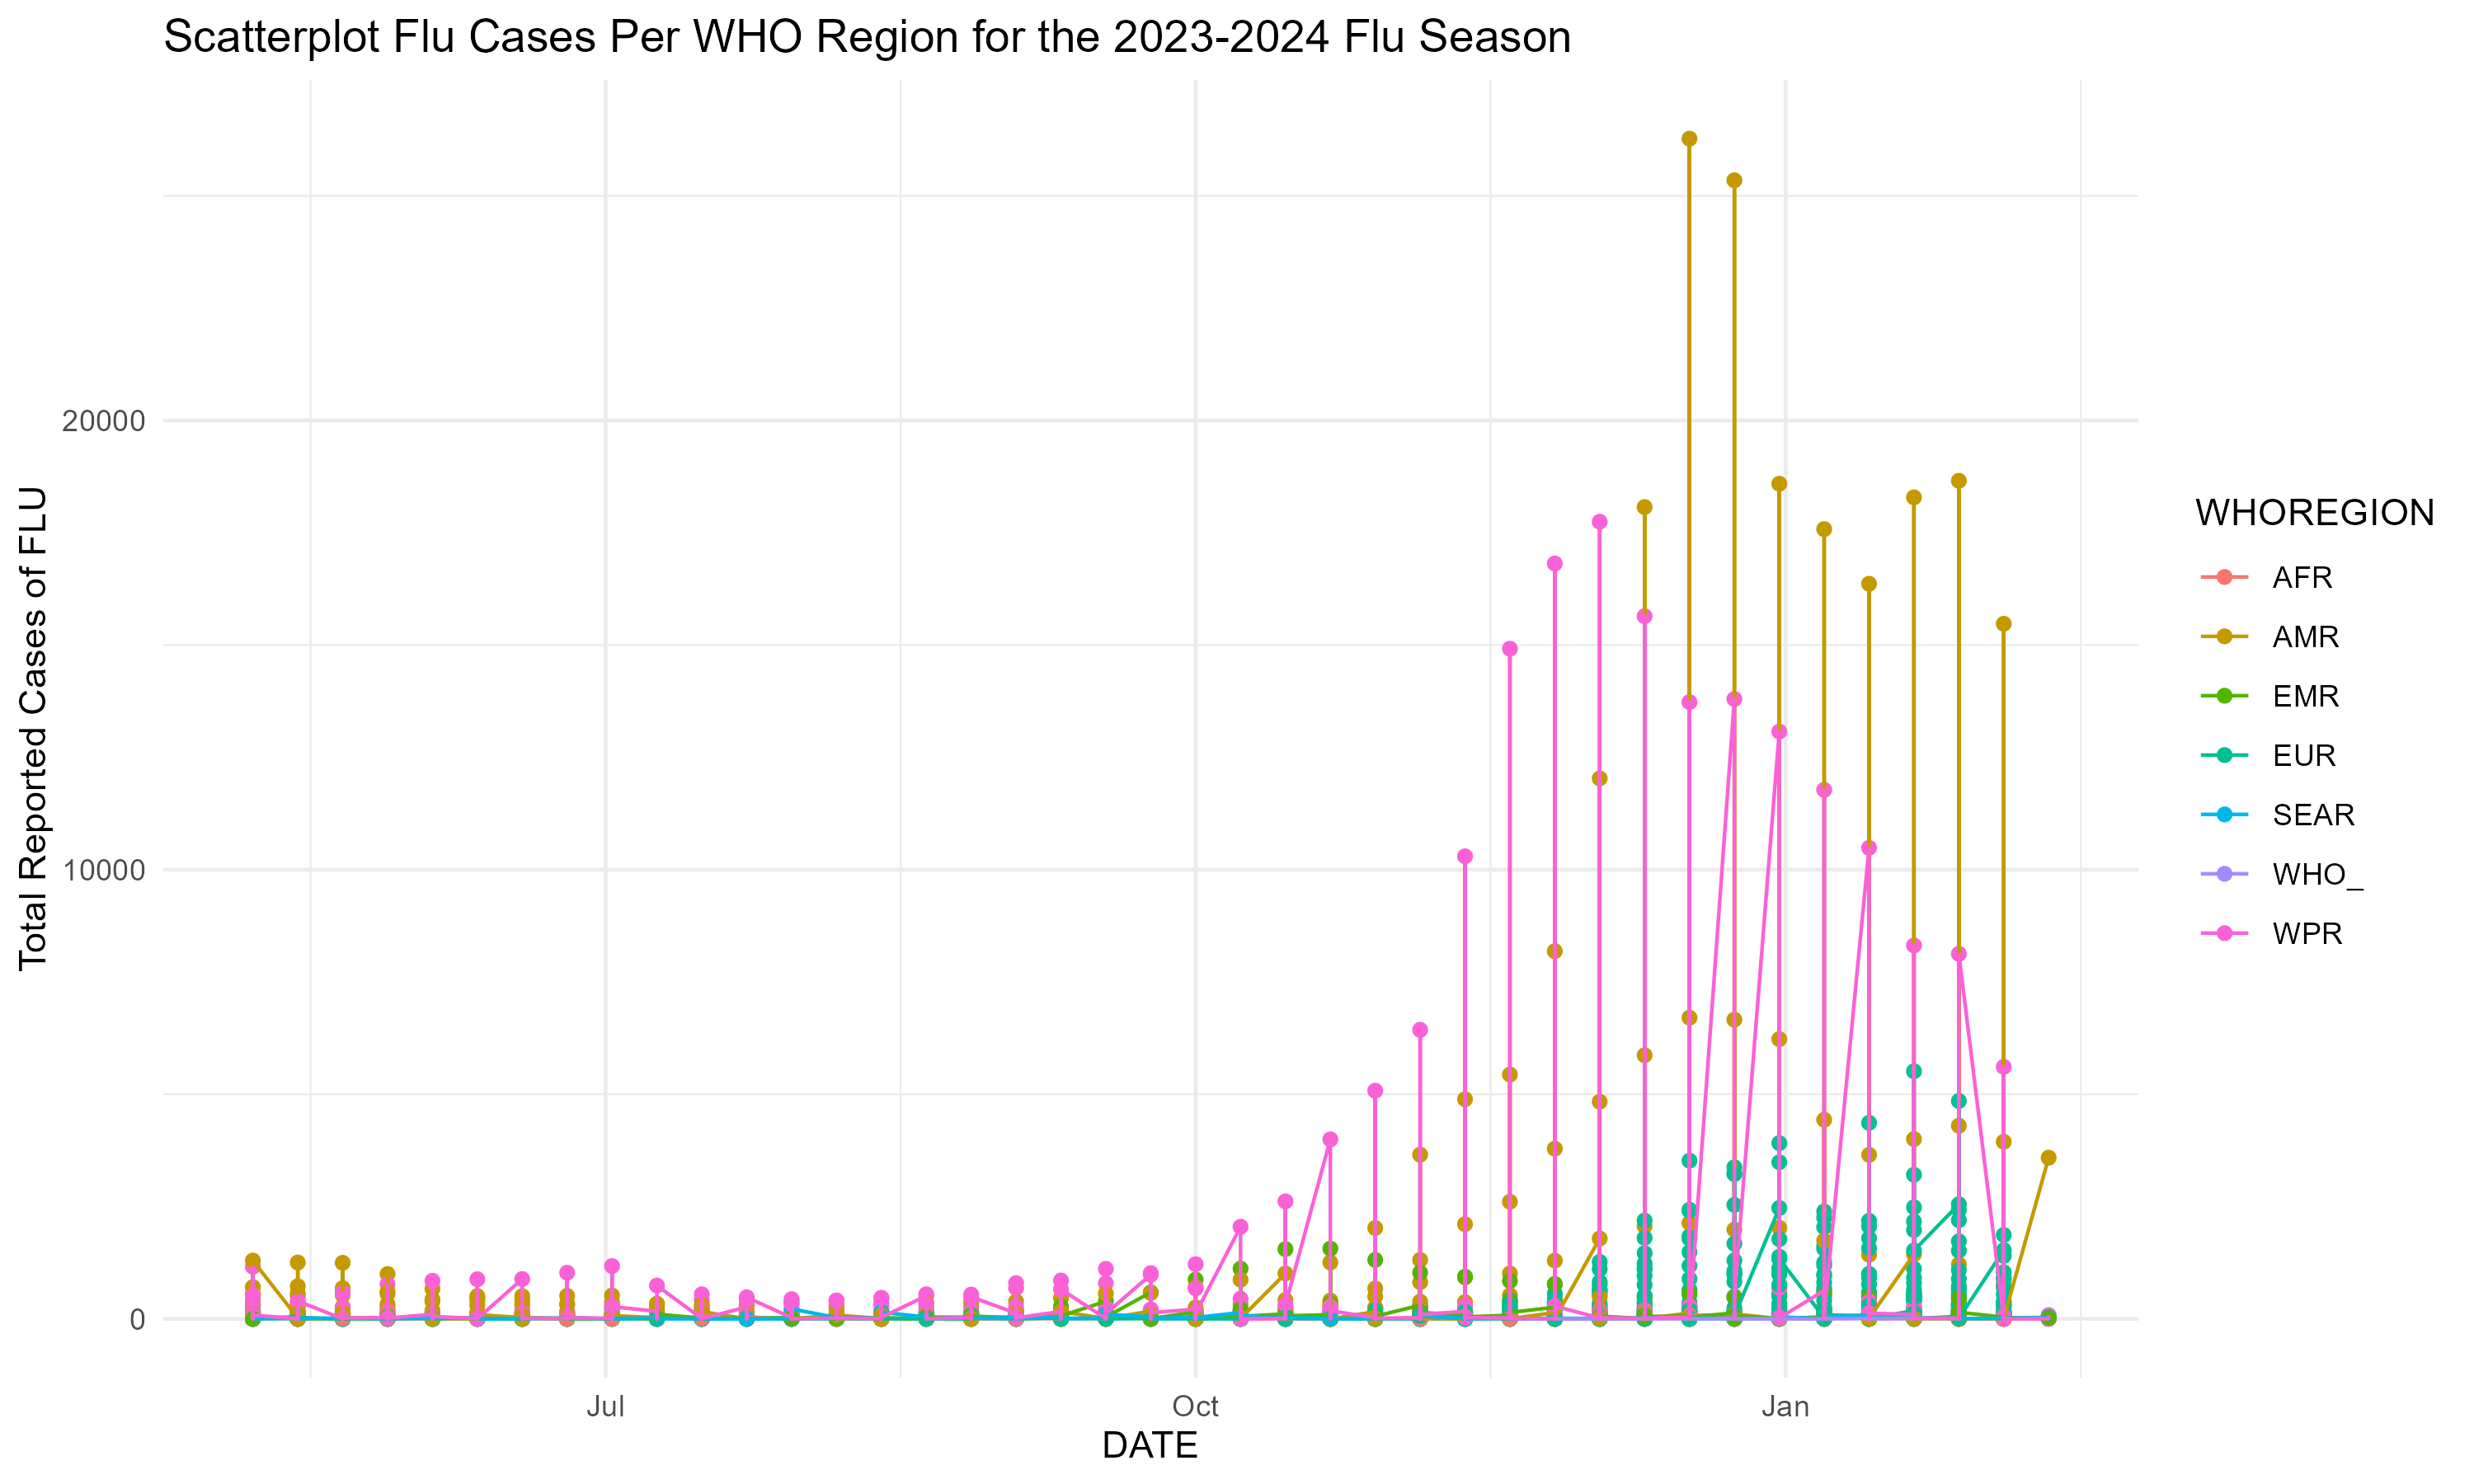 Scatterplot Flu Cases Per WHO Region for the 2023-2024 Flu Season
Total Reported Cases of FLU
20000
10000
0
Jul
Oct
Jan
DATE
WHOREGION
AFR
AMR
EMR
EUR
SEAR
WHO_
WPR